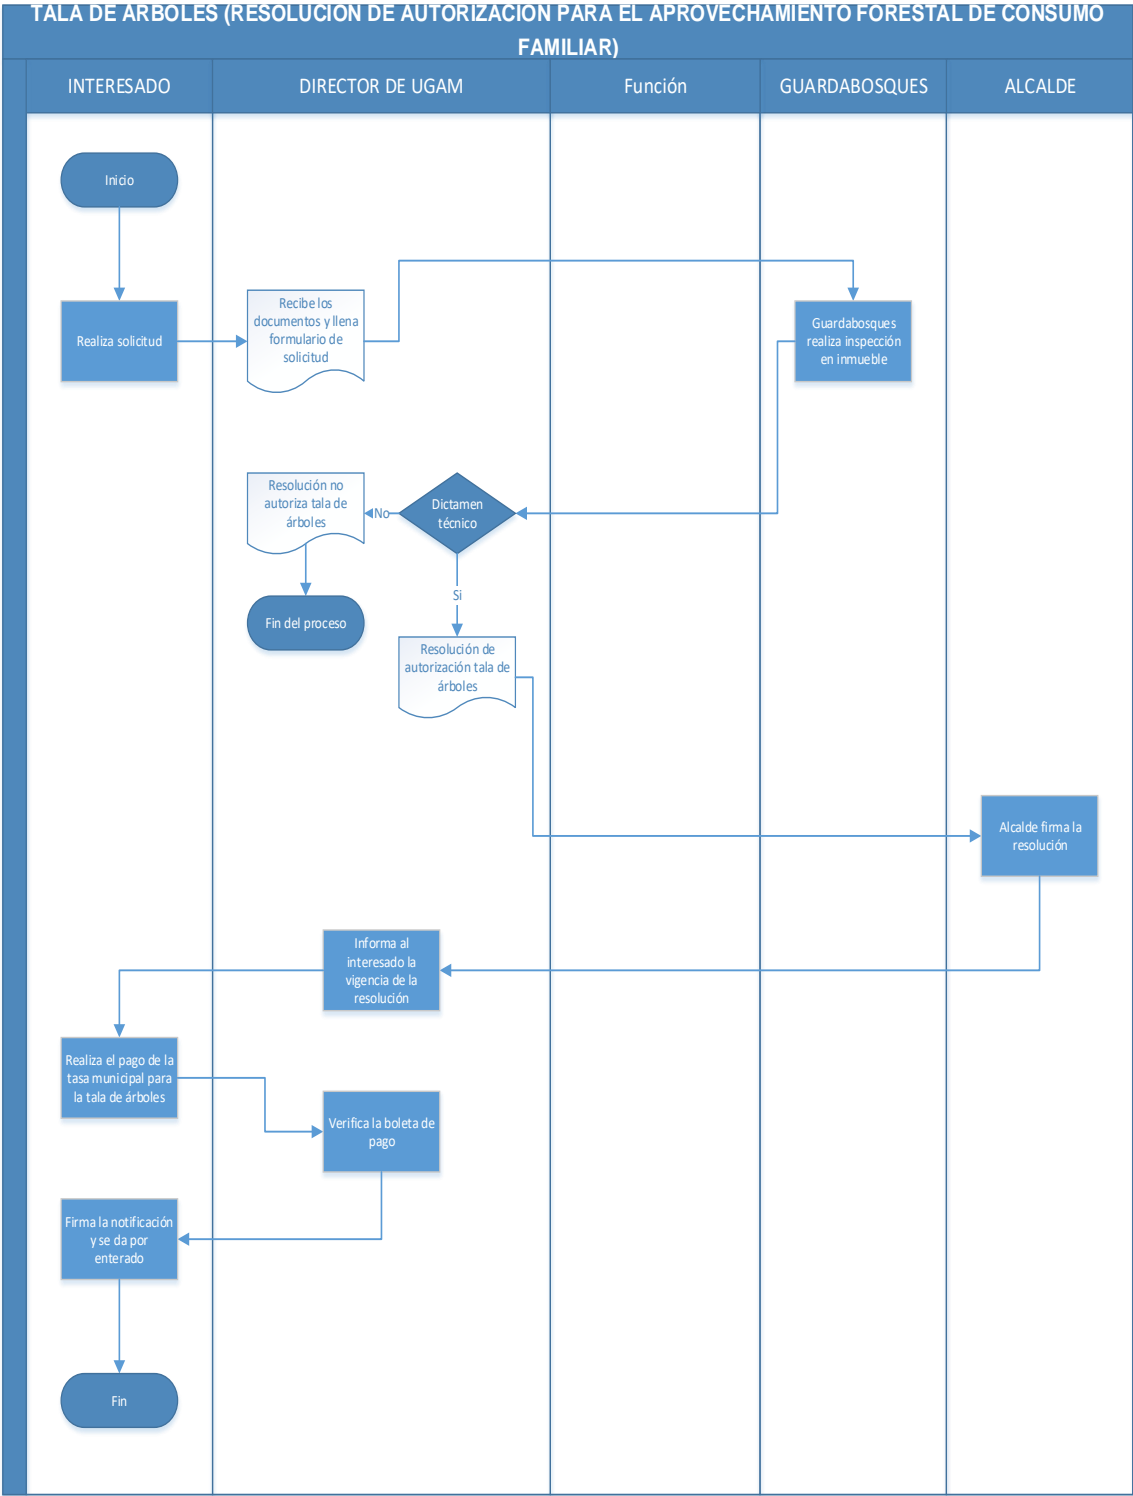 TALA DE ÁRBOLES (RESOLUCIÓN DE AUTORIZACIÓN PARA EL APROVECHAMIENTO FORESTAL DE CONSUMO
FAMILIAR)
INTERESADO
DIRECTOR DE UGAM
Función
GUARDABOSQUES
ALCALDE
Inicio
Realiza solicitud
Recibe los
documentos y llena
formulario de
solicitud
Guardabosques
realiza inspección
en inmueble
Resolución no
autoriza tala de
árboles
No
Dictamen
técnico
Si
Fin del proceso
Resolución de
autorización tala de
árboles
Alcalde firma la
resolución
Informa al
interesado la
vigencia de la
resolución
Realiza el pago de la
tasa municipal para
la tala de árboles
Verifica la boleta de
pago
Firma la notificación
y se da por
enterado
Fin